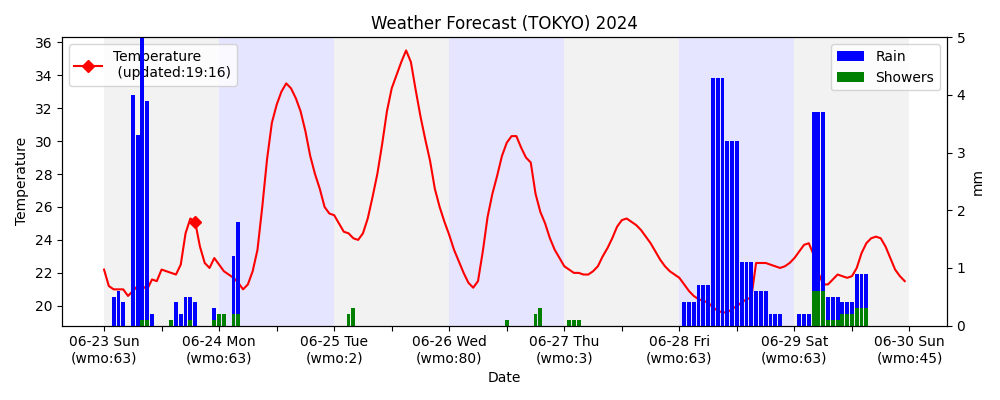 Weather Forecast (TOKYO) 2024
Temperature
(updated:19:16)
Rain
Showers
36
34
32
30
28
26
24
22
20
Temperature
5
4
3
2
1
0
mm
06-23 Sun
(wmo:63)
06-24 Mon
(wmo:63)
06-25 Tue
(wmo:2)
06-26 Wed
(wmo:80)
06-27 Thu
(wmo:3)
06-28 Fri
(wmo:63)
06-29 Sat
(wmo:63)
06-30 Sun
(wmo:45)
Date